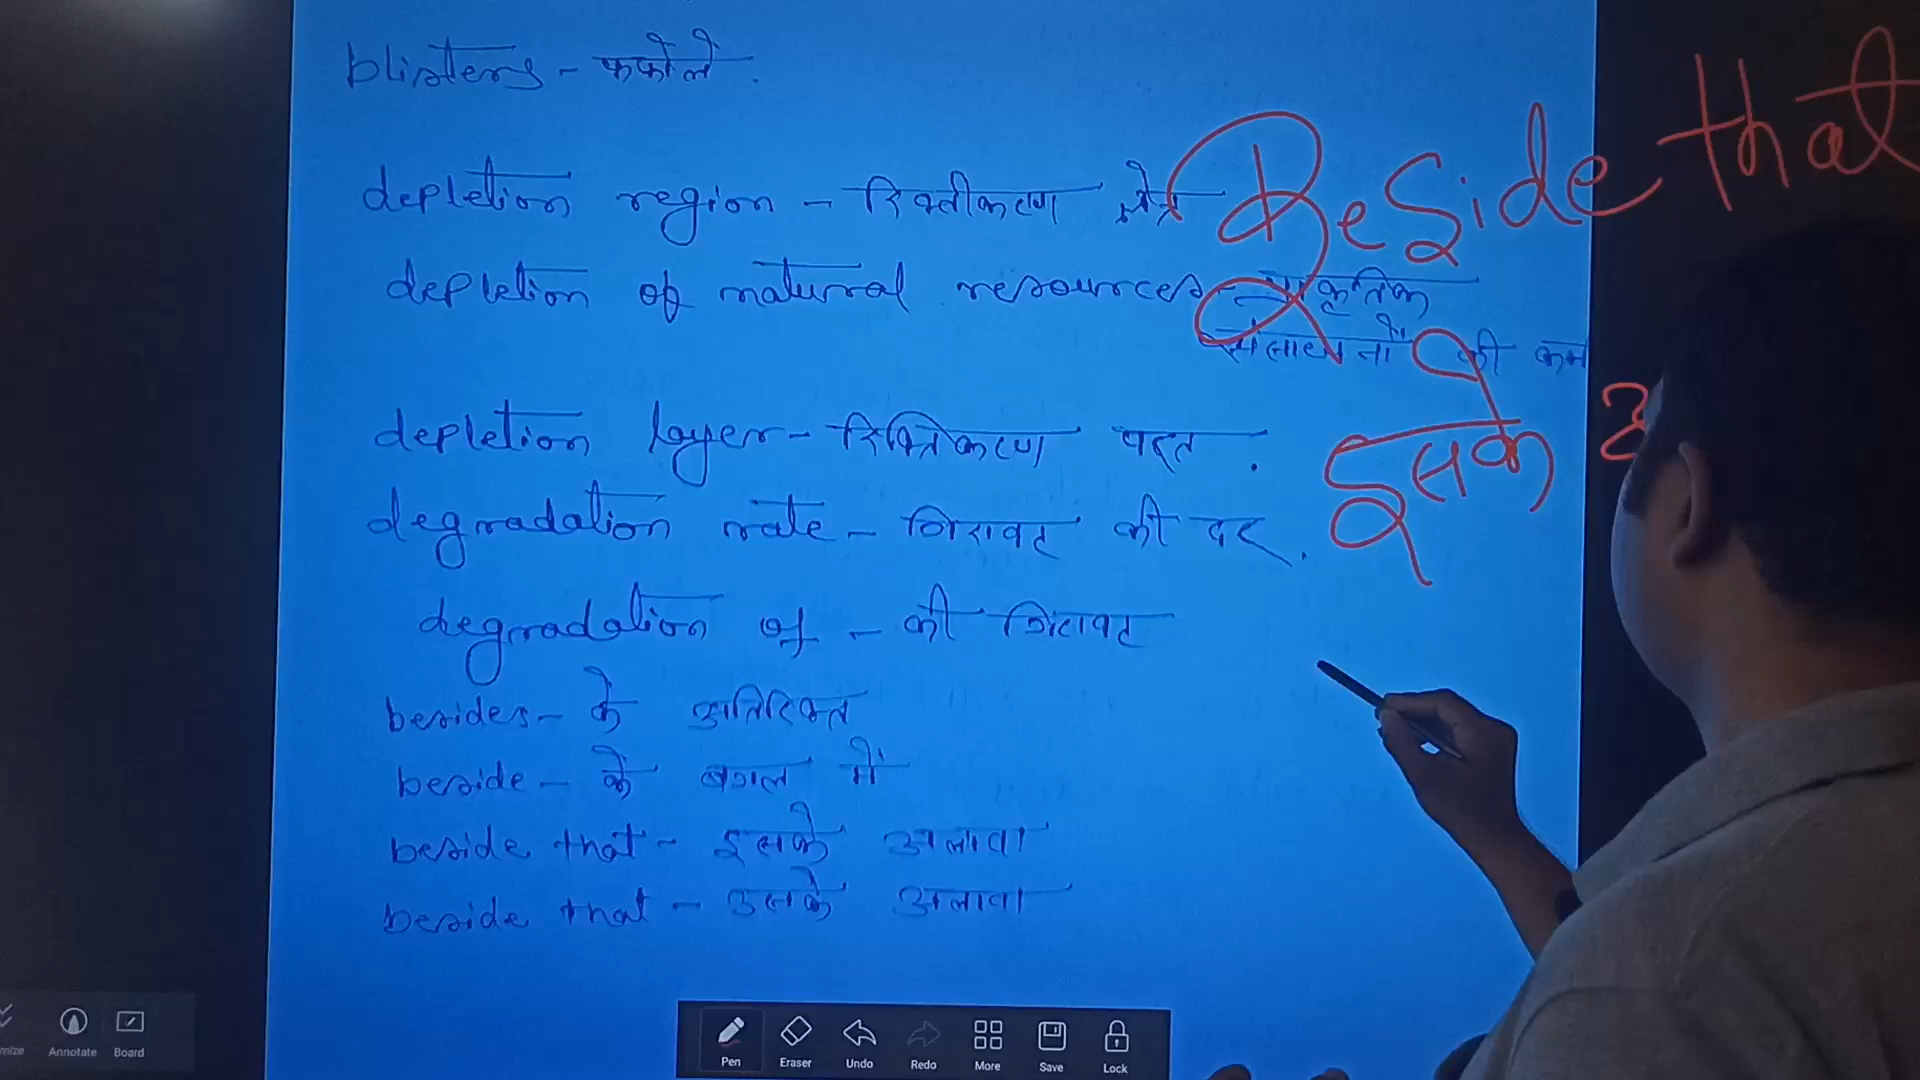 blisters - फफोले .
depletion region - रिक्तीकरण क्षेत्र
depletion of natural resources - प्राकृतिक
संसाधनों की कम
depletion layer - रिक्तिकरण परत .
degradation rate - गिरावट की दर .
degradation of - की गिरावट
besides - के अतिरिक्त
beside - के बगल में
beside that - इसके अलावा
beside that - उसके अलावा
Beside that
इसके
Annotate Board
Pen Eraser Undo Redo More Save Lock